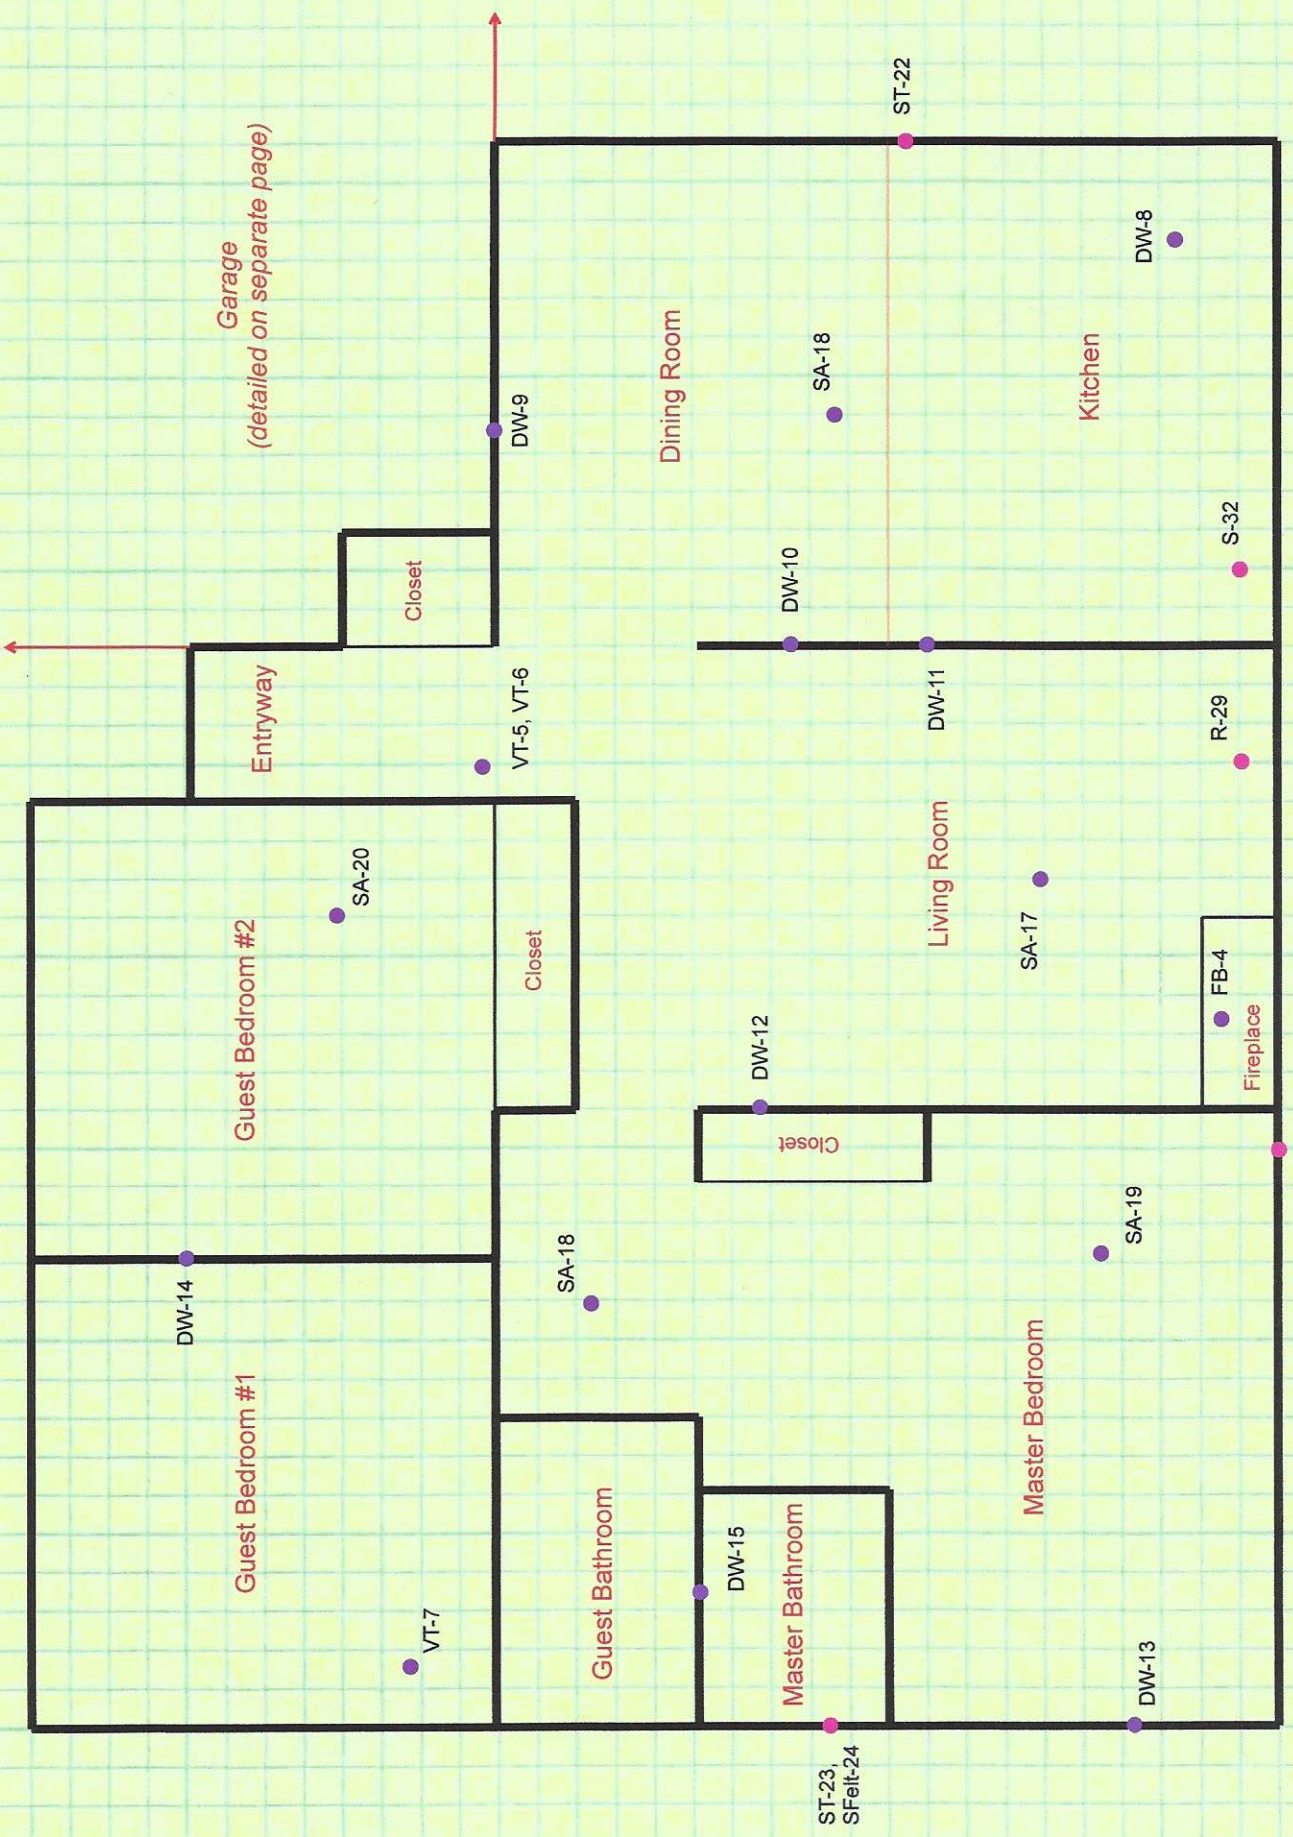 Garage
(detailed on separate page)
ST-22
DW-9
Dining Room
SA-18
DW-8
Kitchen
Closet
DW-10
S-32
Entryway
VT-5, VT-6
DW-11
R-29
SA-20
Guest Bedroom #2
Closet
Living Room
SA-17
FB-4
Fireplace
DW-12
Closet
DW-14
SA-18
SA-19
Guest Bedroom #1
Master Bedroom
Guest Bathroom
DW-15
Master Bathroom
VT-7
DW-13
ST-23,
SFelt-24